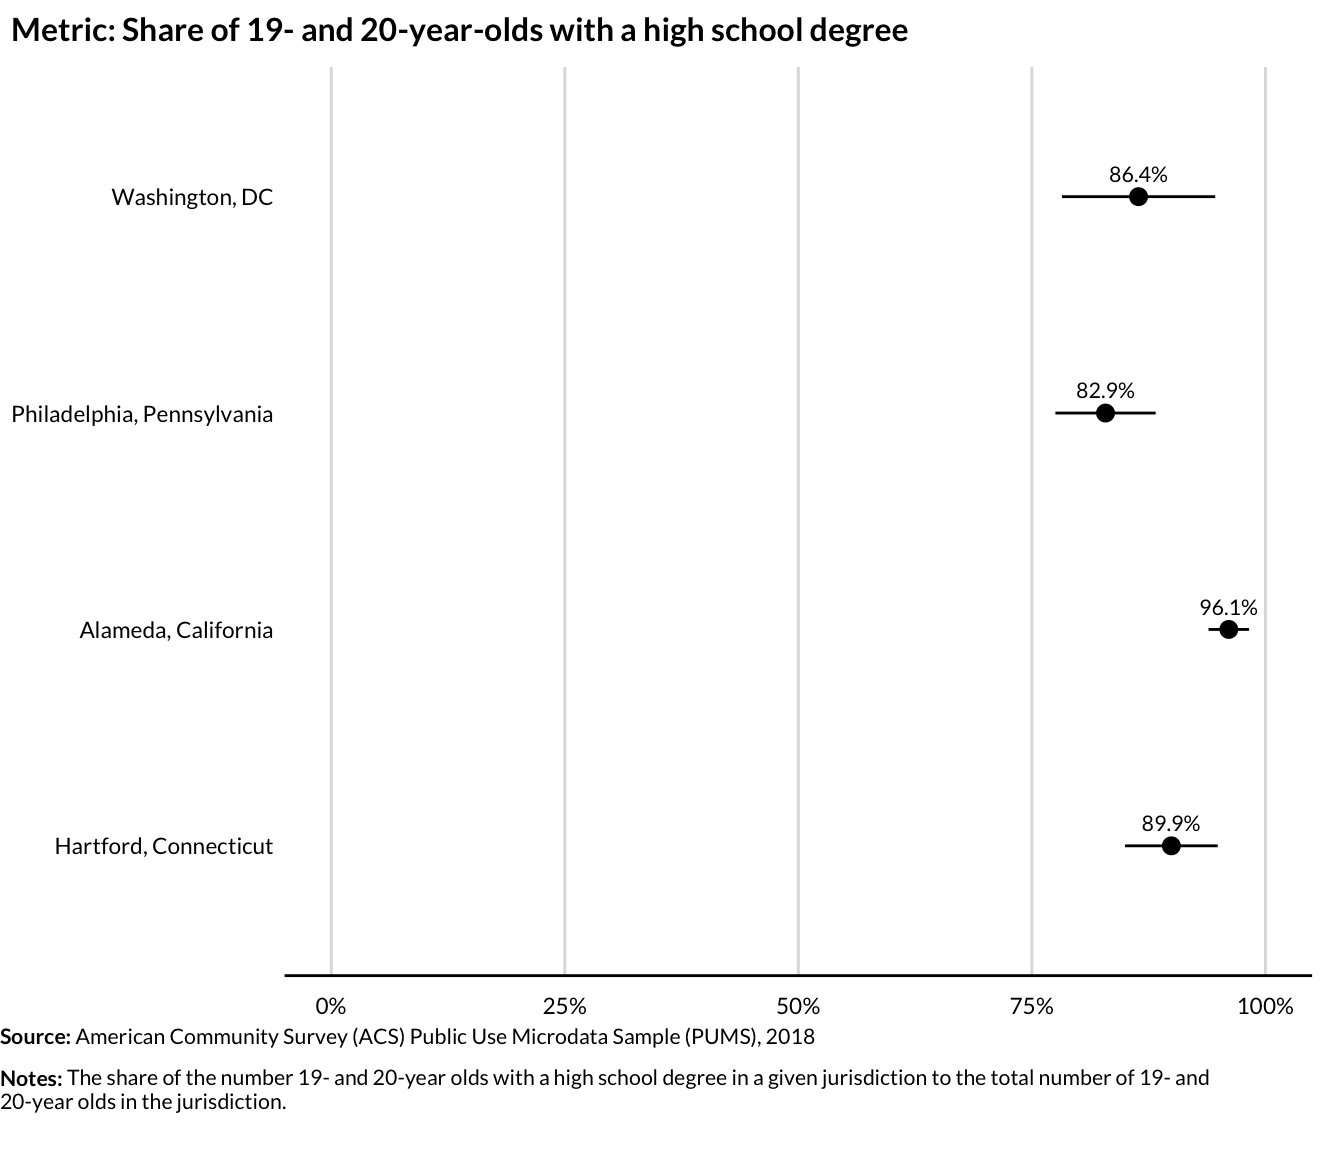 Metric: Share of 19- and 20-year-olds with a high school degree
86.4%
Washington, DC
82.9%
Philadelphia, Pennsylvania
96.1%
Alameda, California
89.9%
Hartford, Connecticut
0%
25%
50%
75%
100%
Source: American Community Survey (ACS) Public Use Microdata Sample (PUMS), 2018
Notes: The share of the number 19- and 20-year olds with a high school degree in a given jurisdiction to the total number of 19- and
20-year olds in the jurisdiction.